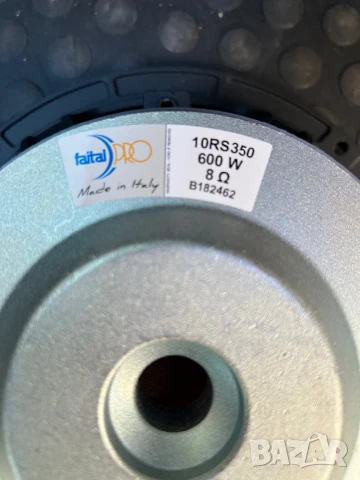 faital PRO
Made in Italy
10RS350
600 W
8 Ω
B182462
bazar